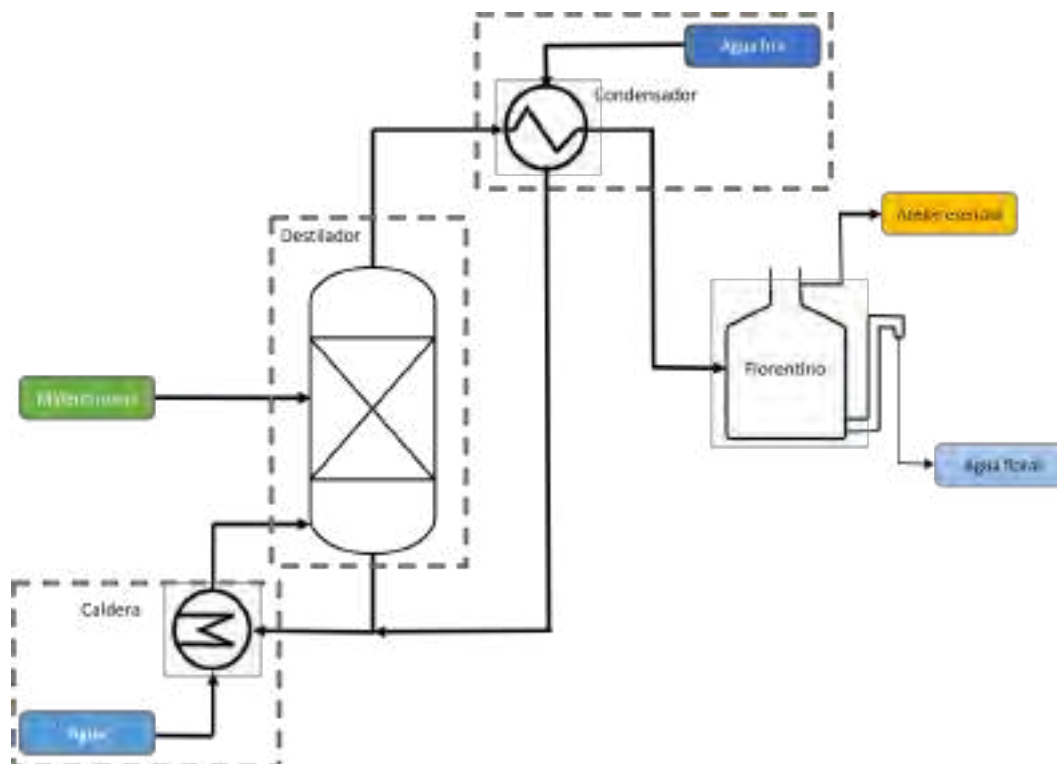 Agua fria
Condensador
Aceite esencial
Destilador
Florentino
Agua floral
Caldera
Agua